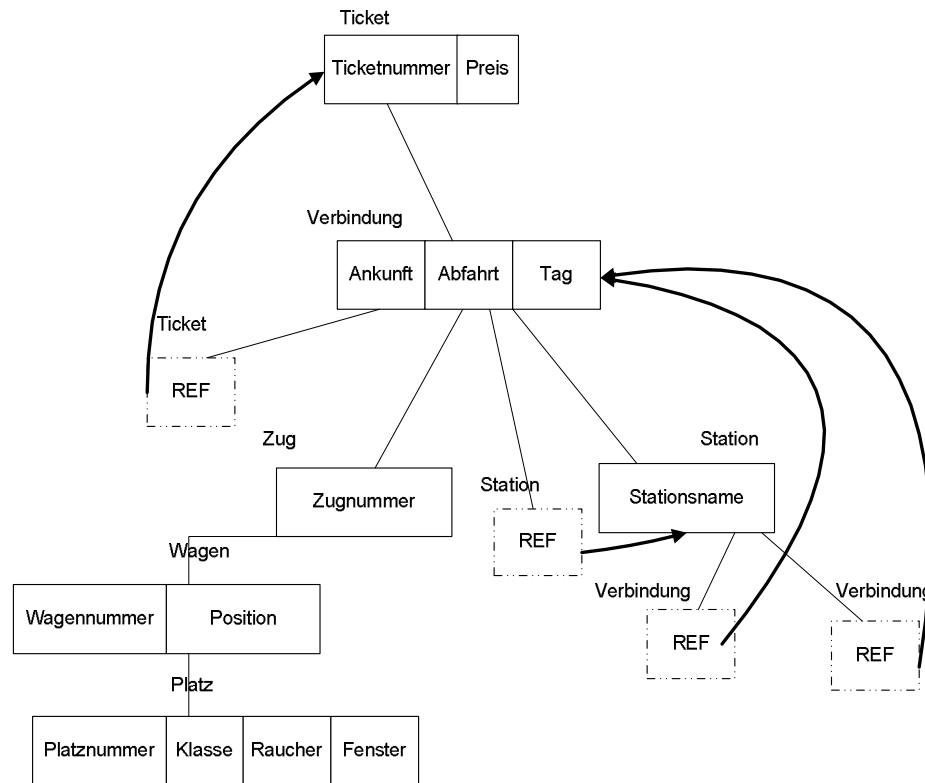 Ticket
Ticketnummer Preis
Verbindung
Ankunft Abfahrt Tag
Ticket
REF
Zug
Zugnummer
Station
REF
Station
Stationsname
Wagen
Wagennummer Position
Verbindung
REF
Verbindung
REF
Platz
Platznummer Klasse Raucher Fenster